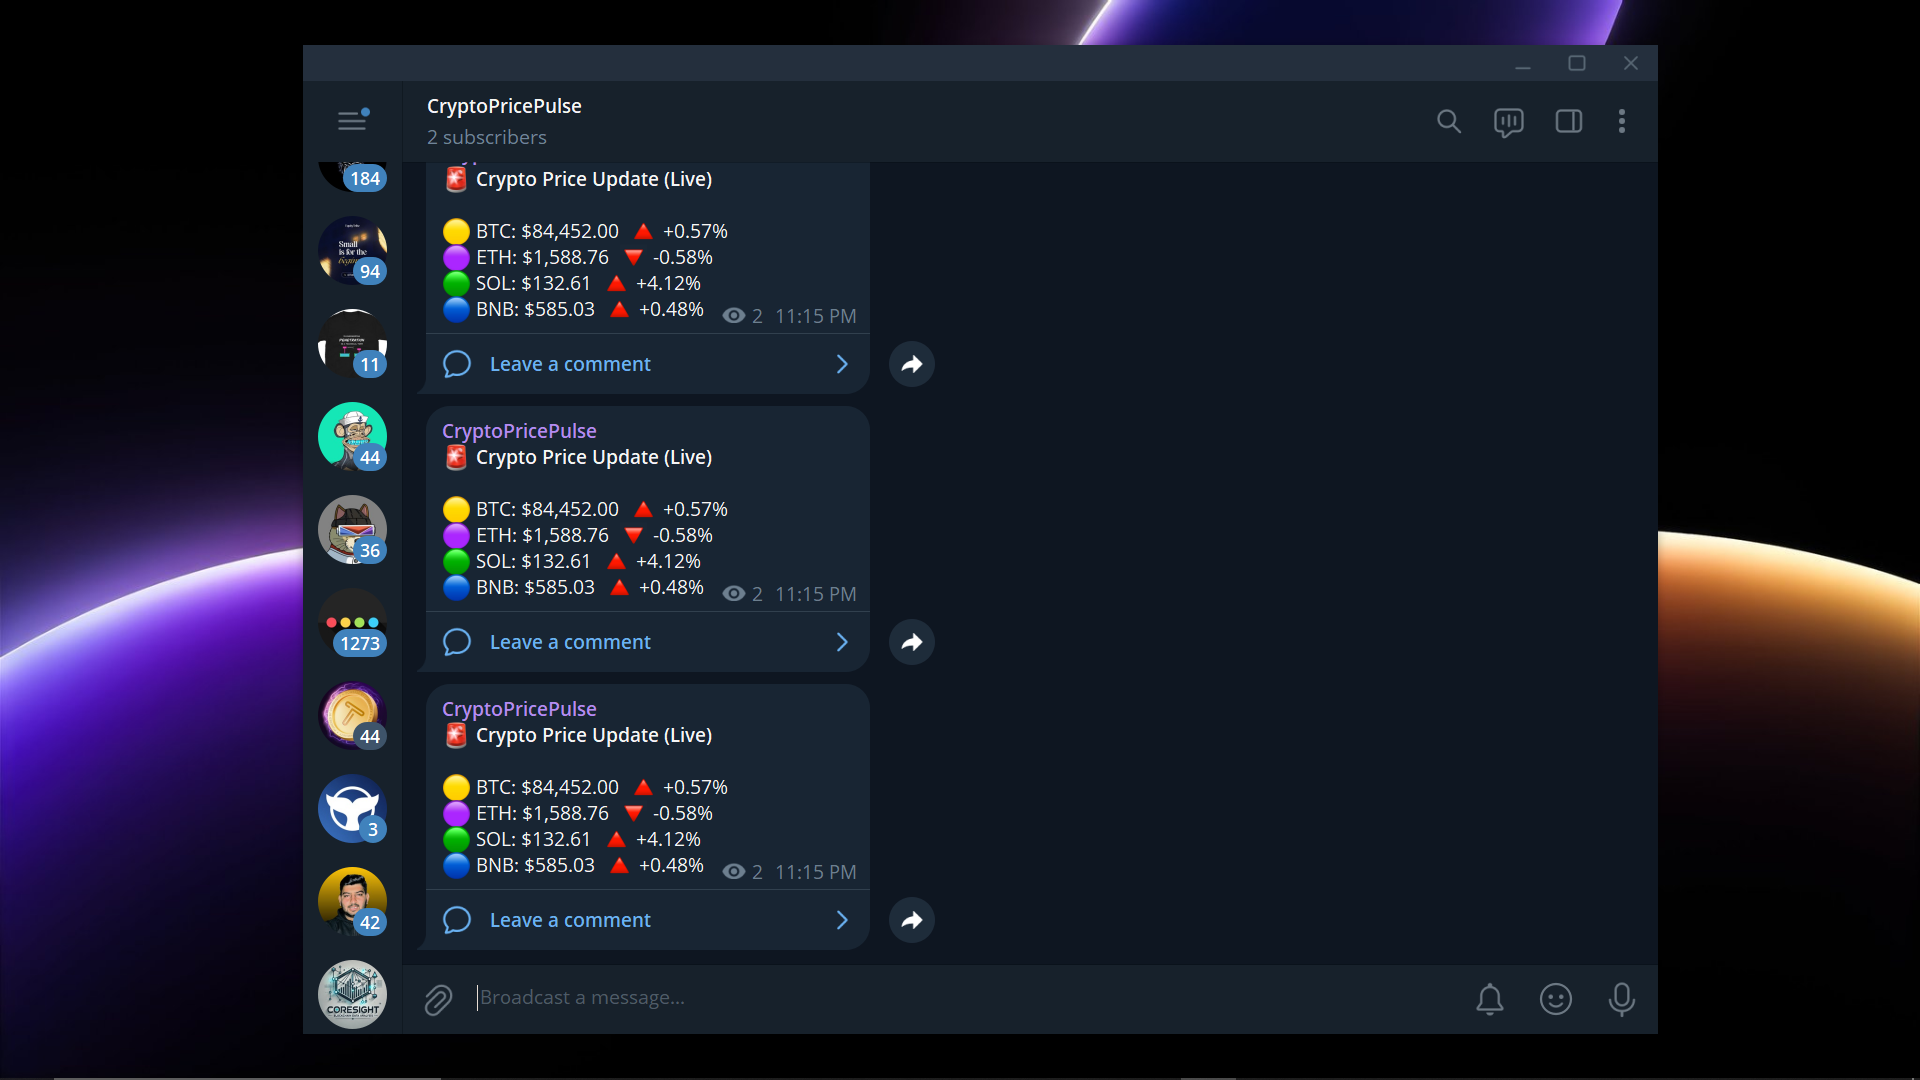 CryptoPricePulse
2 subscribers
184
Crypto Price Update (Live)
BTC: $84,452.00 +0.57%
ETH: $1,588.76 -0.58%
SOL: $132.61 +4.12%
BNB: $585.03 +0.48% 2 11:15 PM
Small
is for the
94
Leave a comment
PENETRATION
11
CryptoPricePulse
Crypto Price Update (Live)
44
BTC: $84,452.00 +0.57%
ETH: $1,588.76 -0.58%
SOL: $132.61 +4.12%
BNB: $585.03 +0.48% 2 11:15 PM
36
Leave a comment
1273
CryptoPricePulse
Crypto Price Update (Live)
44
BTC: $84,452.00 +0.57%
ETH: $1,588.76 -0.58%
SOL: $132.61 +4.12%
BNB: $585.03 +0.48% 2 11:15 PM
3
Leave a comment
42
Broadcast a message...
CORESIGHT